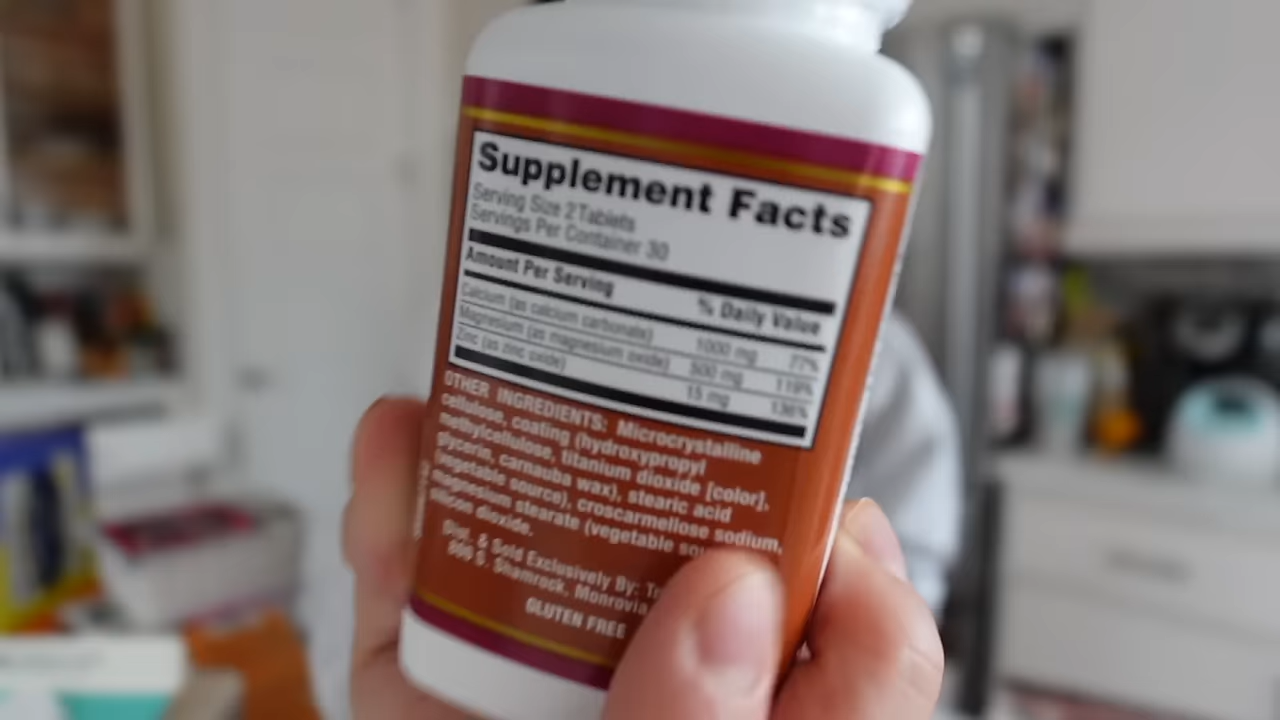 Supplement Facts
Serving Size 2 Tablets
Servings Per Container 30
Amount Per Serving
% Daily Value
Calcium (as calcium carbonate) 1000 mg 77%
Magnesium (as magnesium oxide) 500 mg 119%
Zinc (as zinc oxide) 15 mg 136%
OTHER INGREDIENTS: Microcrystalline
cellulose, coating (hydroxypropyl
methylcellulose, titanium dioxide [color],
glycerin, carnauba wax), stearic acid
(vegetable source), croscarmellose sodium,
magnesium stearate (vegetable
silicon dioxide.
Dist. & Sold Exclusively By:
S. Shamrock, Monrovia
GLUTEN FREE